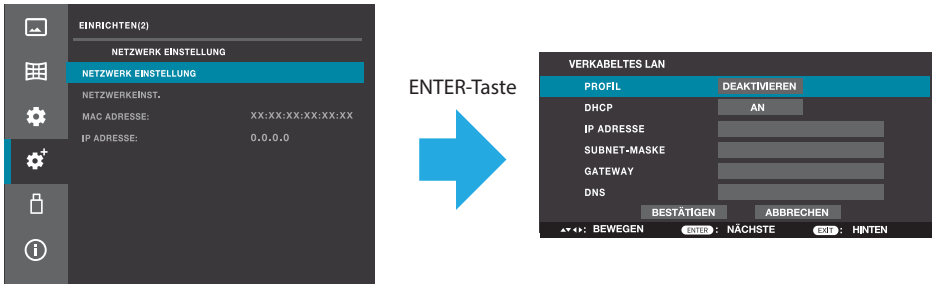 EINRICHTEN(2)
NETZWERK EINSTELLUNG
NETZWERK EINSTELLUNG
NETZWERKEINST.
MAC ADRESSE: XX:XX:XX:XX:XX:XX
IP ADRESSE: 0.0.0.0
ENTER-Taste
VERKABELTES LAN
PROFIL DEAKTIVIEREN
DHCP AN
IP ADRESSE
SUBNET-MASKE
GATEWAY
DNS
BESTÄTIGEN ABBRECHEN
: BEWEGEN ENTER : NÄCHSTE EXIT : HINTEN